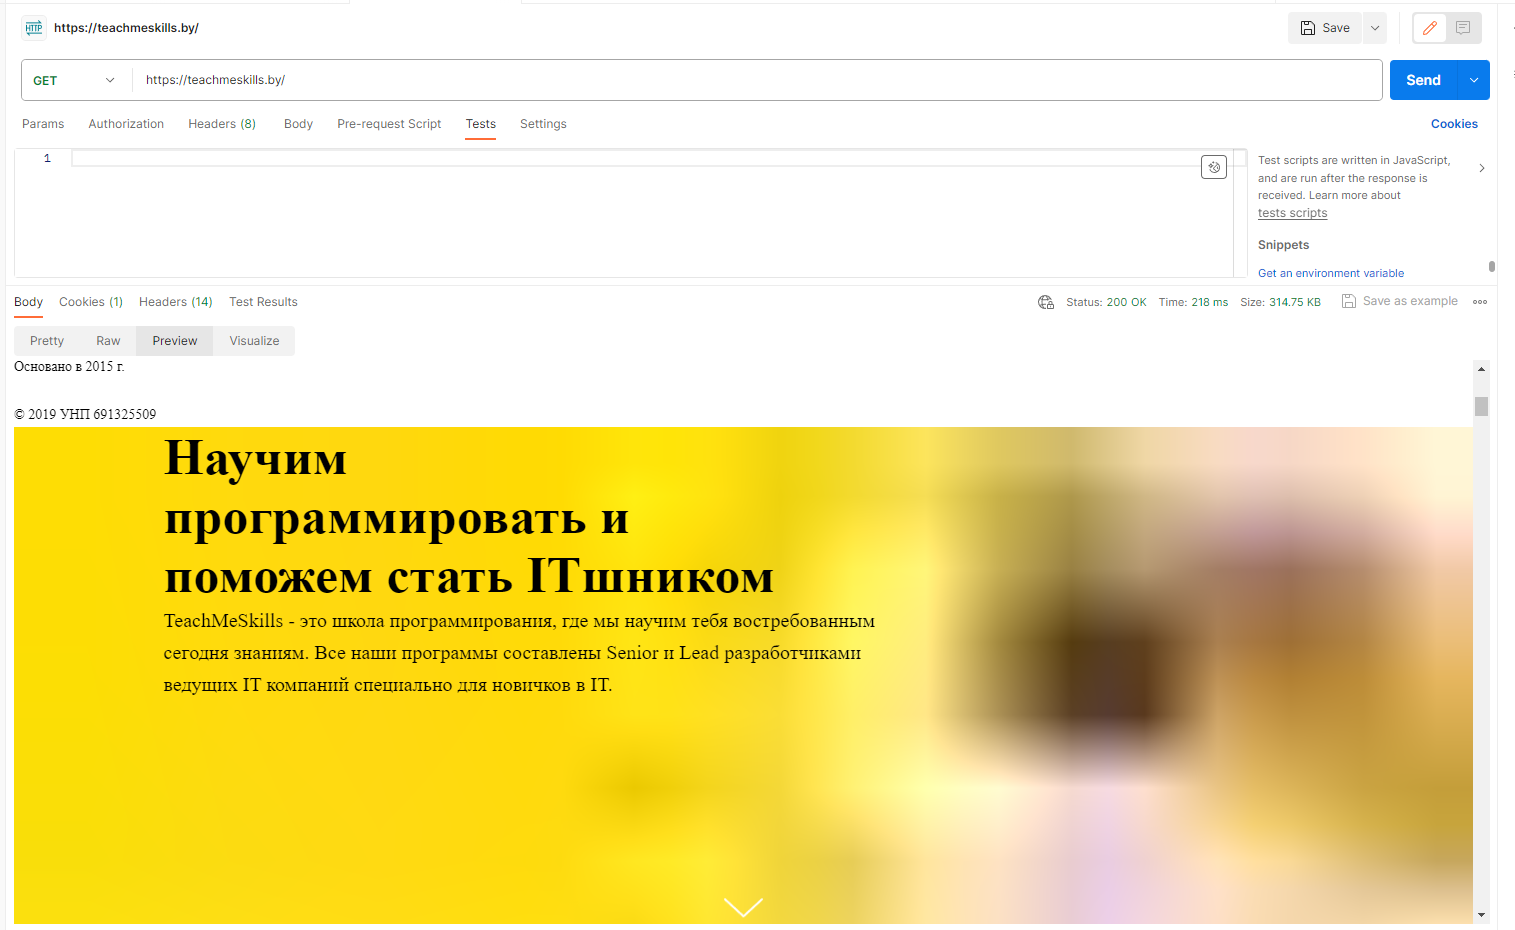 HTTP https://teachmeskills.by/
Save
GET https://teachmeskills.by/
Send
Params Authorization Headers (8) Body Pre-request Script Tests Settings
Cookies
1
Test scripts are written in JavaScript,
and are run after the response is
received. Learn more about
tests scripts
Snippets
Get an environment variable
Body Cookies (1) Headers (14) Test Results
Status: 200 OK Time: 218 ms Size: 314.75 KB Save as example
Pretty Raw Preview Visualize
Основано в 2015 г.
© 2019 УНП 691325509
Научим
программировать и
поможем стать ITшником
TeachMeSkills - это школа программирования, где мы научим тебя востребованным
сегодня знаниям. Все наши программы составлены Senior и Lead разработчиками
ведущих IT компаний специально для новичков в IT.